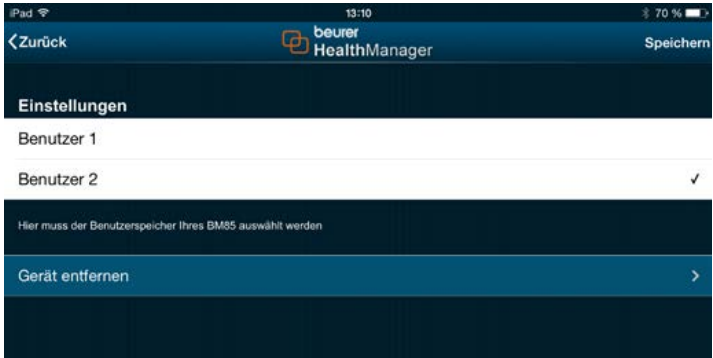 iPad 13:10 70 %
Zurück beurer HealthManager Speichern
Einstellungen
Benutzer 1
Benutzer 2
Hier muss der Benutzerspeicher Ihres BM85 auswählt werden
Gerät entfernen